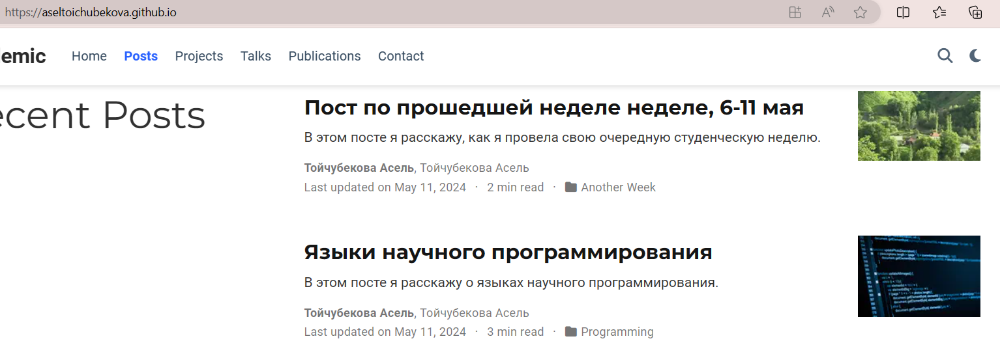 https://aseltoichubekova.github.io
demic Home Posts Projects Talks Publications Contact
ecent Posts
Пост по прошедшей неделе неделе, 6-11 мая
В этом посте я расскажу, как я провела свою очередную студенческую неделю.
Тойчубекова Асель, Тойчубекова Асель
Last updated on May 11, 2024 · 2 min read · Another Week
Языки научного программирования
В этом посте я расскажу о языках научного программирования.
Тойчубекова Асель, Тойчубекова Асель
Last updated on May 11, 2024 · 3 min read · Programming